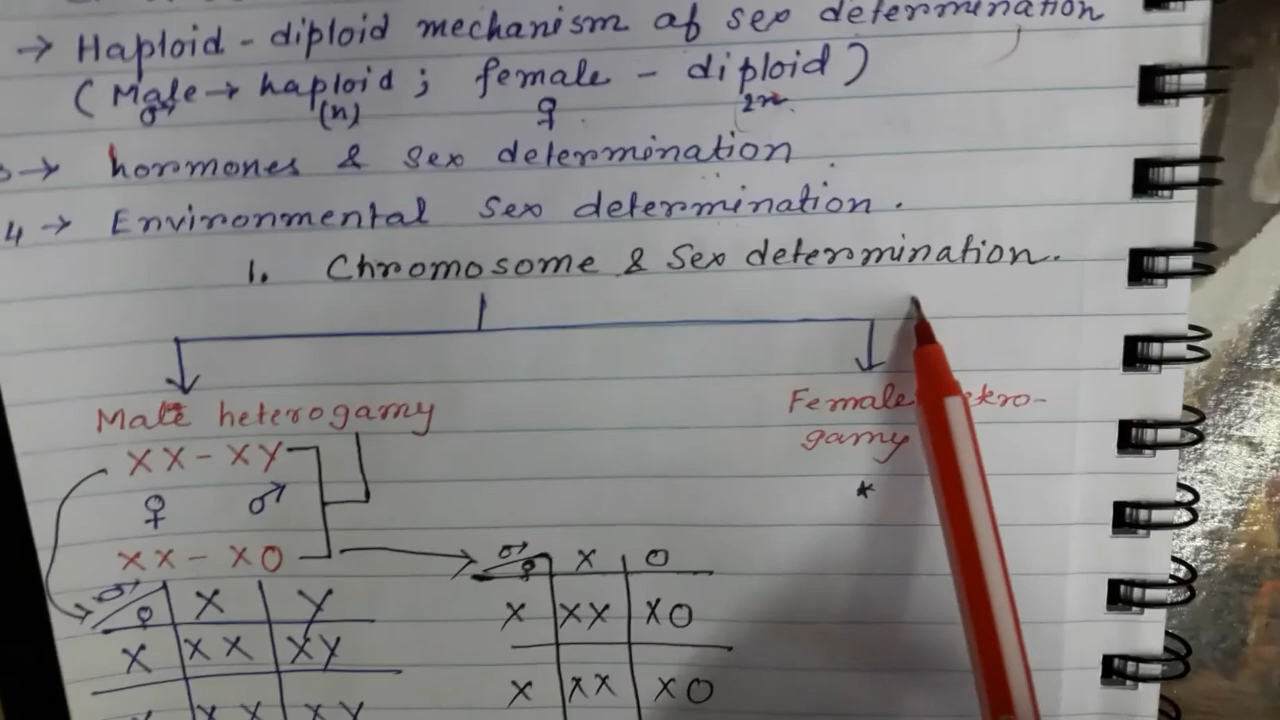 → Haploid - diploid mechanism of sex determination
(Male → haploid ; female - diploid)
♂ (n) ♀ 2n
→ hormones & sex determination
4 → Environmental sex determination.
1. Chromosome & Sex determination.
Male heterogamy
Female
gamy
XX - XY
♀ ♂
*
XX - XO
♂ ♀ X O
♂ ♀ X Y
X XX XO
X XX XY
X XX XO
XX XY